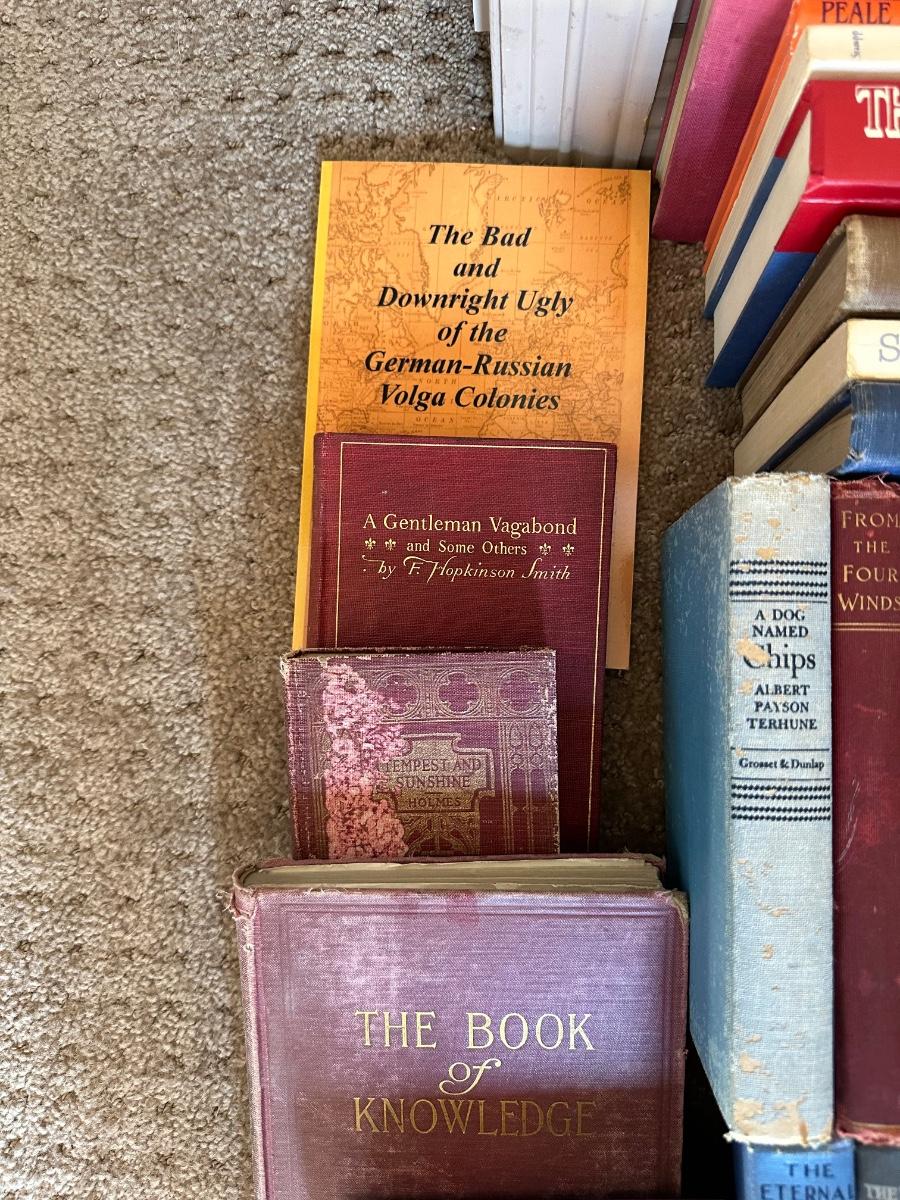 The Bad
and
Downright Ugly
of the
German-Russian
Volga Colonies
A Gentleman Vagabond
and Some Others
by F. Hopkinson Smith
TEMPEST AND
SUNSHINE
HOLMES
THE BOOK
of
KNOWLEDGE
PEALE
TH
S
A DOG
NAMED
Chips
ALBERT
PAYSON
TERHUNE
Grosset & Dunlap
FROM
THE
FOUR
WINDS
THE
ETERNAL